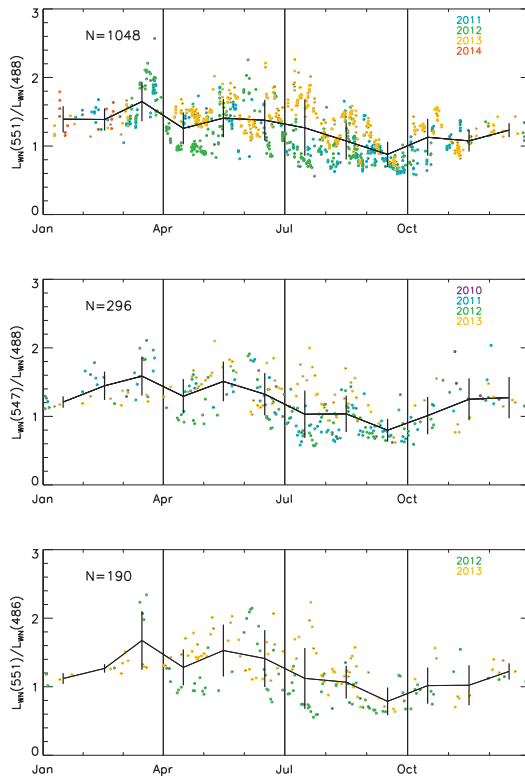 3
N=1048
2011
2012
2013
2014
2
1
0
L_WN(551)/L_WN(488)
Jan Apr Jul Oct
3
N=296
2010
2011
2012
2013
2
1
0
L_WN(547)/L_WN(488)
Jan Apr Jul Oct
3
N=190
2012
2013
2
1
0
L_WN(551)/L_WN(486)
Jan Apr Jul Oct